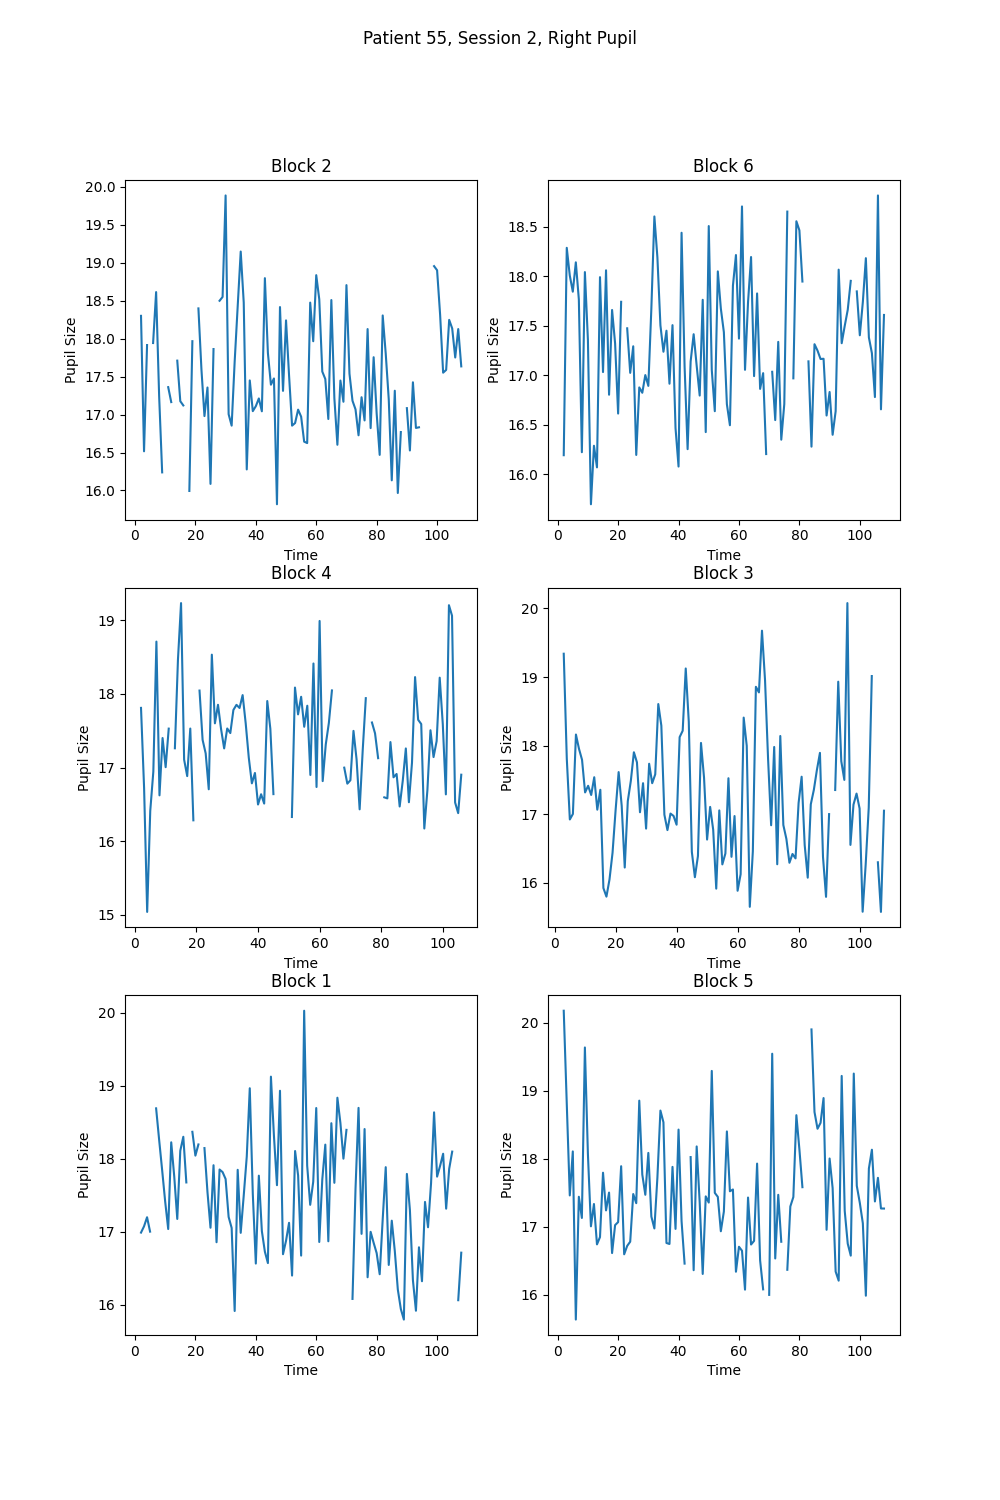 Patient 55, Session 2, Right Pupil
Block 2
Pupil Size
20.0
19.5
19.0
18.5
18.0
17.5
17.0
16.5
16.0
0 20 40 60 80 100
Time
Block 6
Pupil Size
18.5
18.0
17.5
17.0
16.5
16.0
0 20 40 60 80 100
Time
Block 4
Pupil Size
19
18
17
16
15
0 20 40 60 80 100
Time
Block 3
Pupil Size
20
19
18
17
16
0 20 40 60 80 100
Time
Block 1
Pupil Size
20
19
18
17
16
0 20 40 60 80 100
Time
Block 5
Pupil Size
20
19
18
17
16
0 20 40 60 80 100
Time